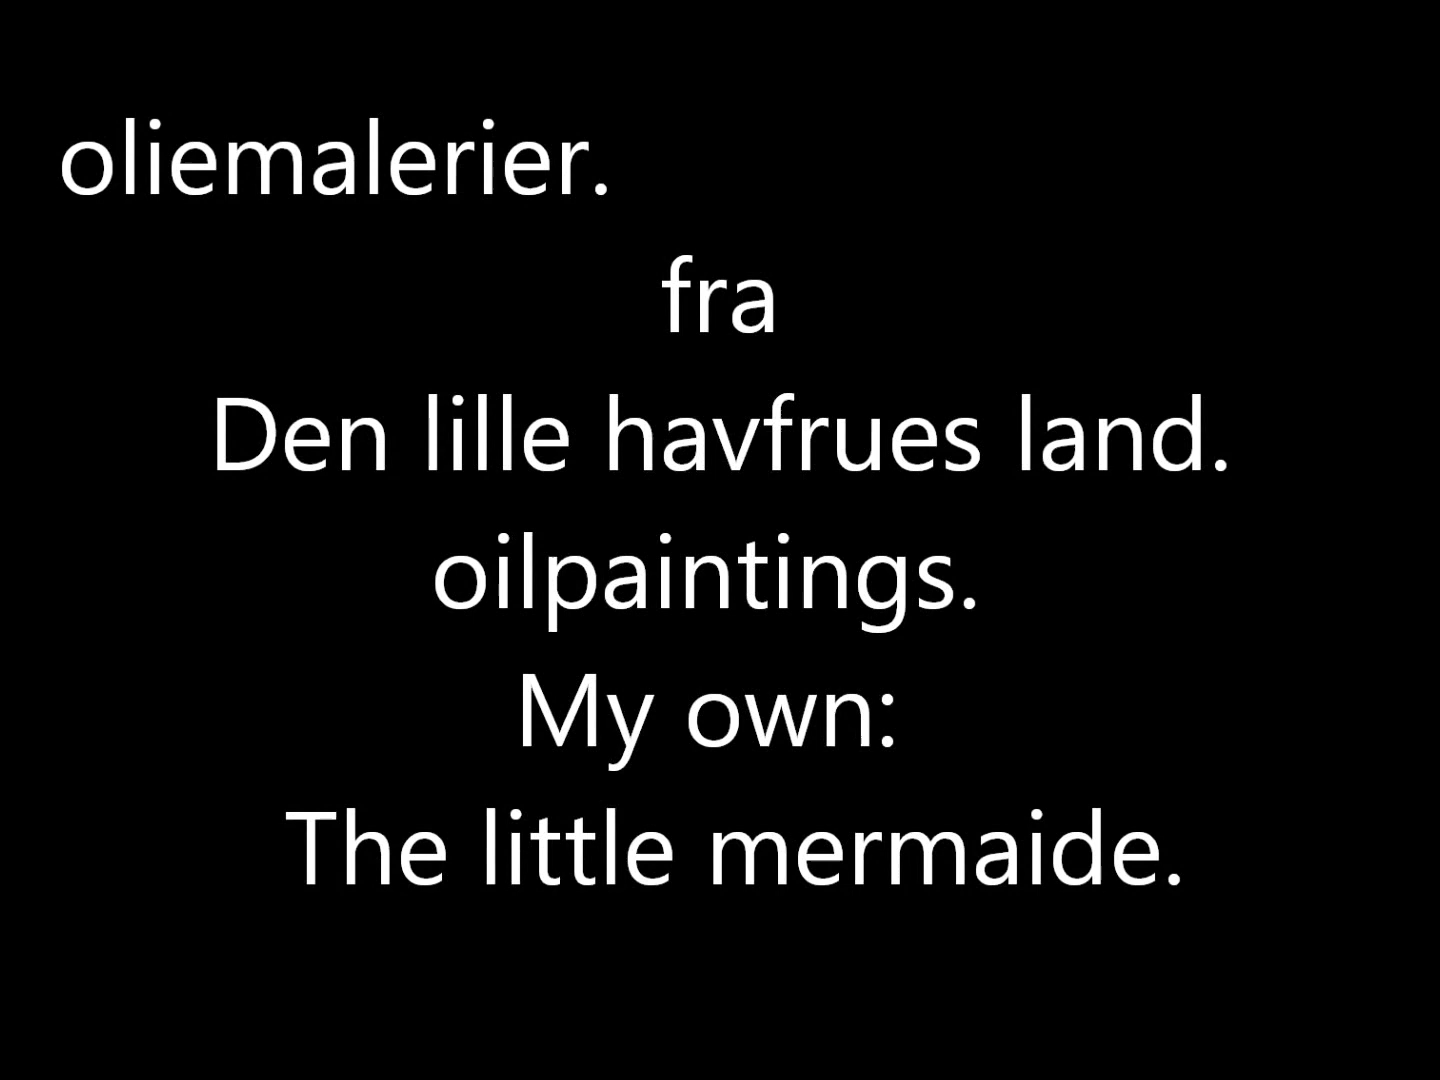 oliemalerier.
fra
Den lille havfrues land.
oilpaintings.
My own:
The little mermaide.